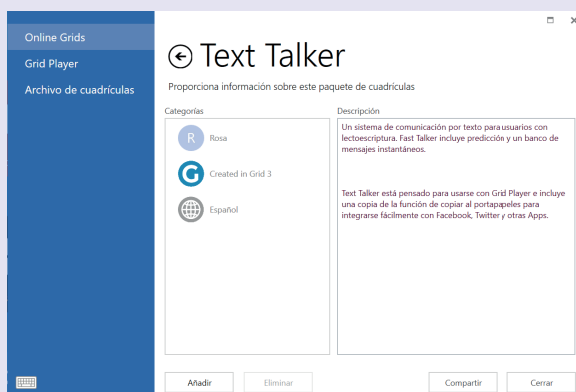 Online Grids
Grid Player
Archivo de cuadrículas
Text Talker
Proporciona información sobre este paquete de cuadrículas
Categorías
R Rosa
G Created in Grid 3
Español
Descripción
Un sistema de comunicación por texto para usuarios con
lectoescriptura. Fast Talker incluye predicción y un banco de
mensajes instantáneos.
Text Talker está pensado para usarse con Grid Player e incluye
una copia de la función de copiar al portapapeles para
integrarse fácilmente con Facebook, Twitter y otras Apps.
Añadir
Eliminar
Compartir
Cerrar